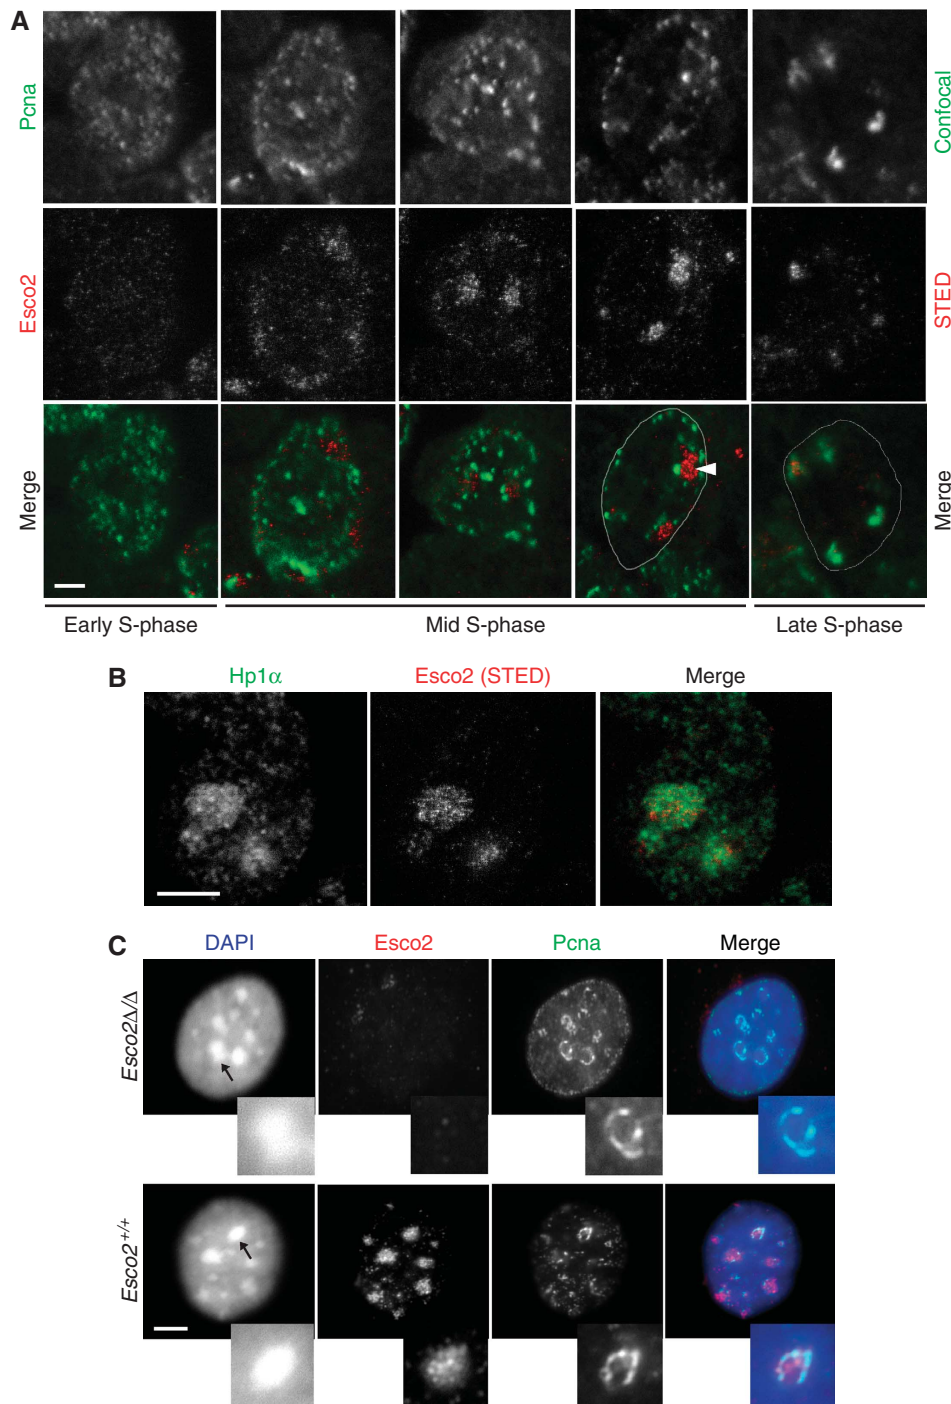 A
Pcna
Confocal
Esco2
STED
Merge
Merge
Early S-phase
Mid S-phase
Late S-phase
B
Hp1α
Esco2 (STED)
Merge
C
DAPI
Esco2
Pcna
Merge
Esco2Δ/Δ
Esco2+/+